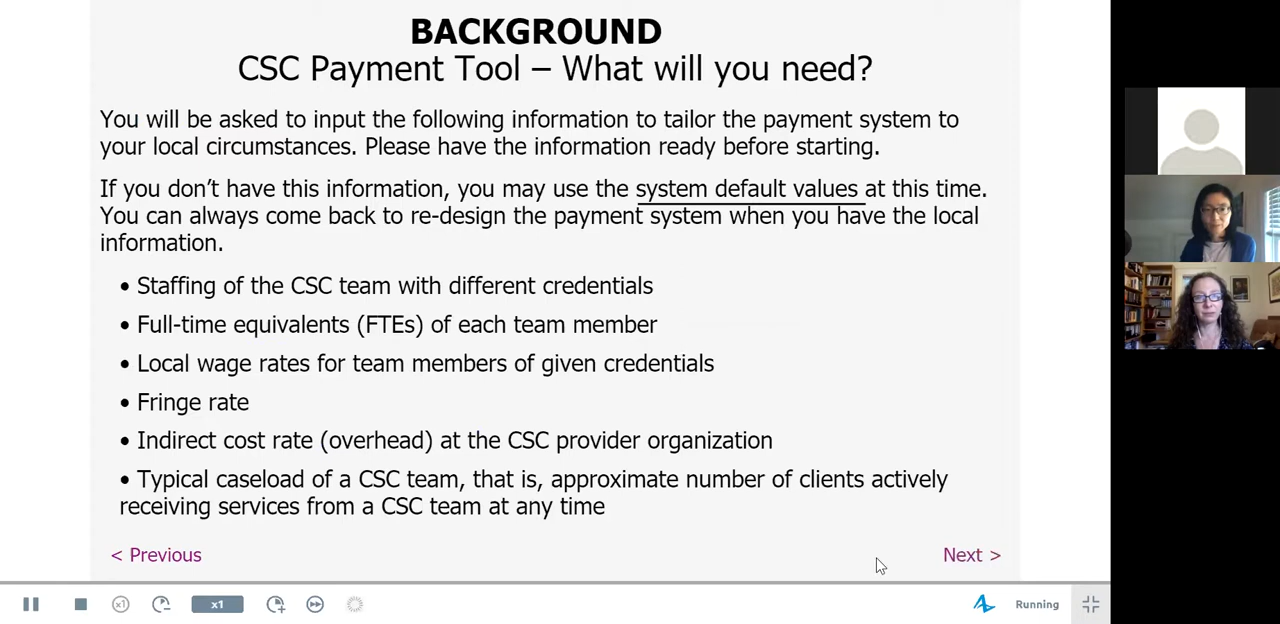 BACKGROUND
CSC Payment Tool – What will you need?
You will be asked to input the following information to tailor the payment system to
your local circumstances. Please have the information ready before starting.
If you don’t have this information, you may use the system default values at this time.
You can always come back to re-design the payment system when you have the local
information.
• Staffing of the CSC team with different credentials
• Full-time equivalents (FTEs) of each team member
• Local wage rates for team members of given credentials
• Fringe rate
• Indirect cost rate (overhead) at the CSC provider organization
• Typical caseload of a CSC team, that is, approximate number of clients actively
receiving services from a CSC team at any time
< Previous
Next >
x1
x1
Running